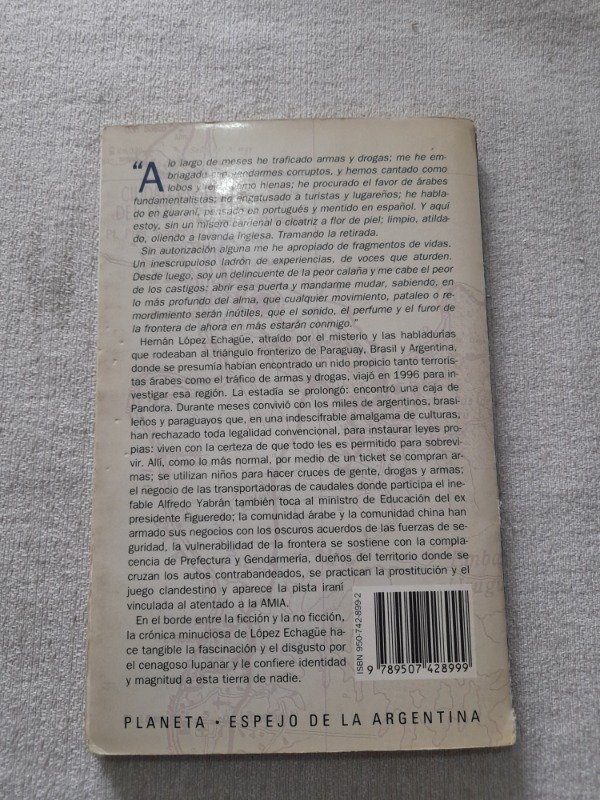 “A lo largo de meses he traficado armas y drogas; me he em-
briagado con gendarmes corruptos, y hemos cantado como
lobos y reído como hienas; he procurado el favor de árabes
fundamentalistas; he engatusado a turistas y lugareños; he habla-
do en guaraní, pensado en portugués y mentido en español. Y aquí
estoy, sin un mísero cardenal o cicatriz a flor de piel; limpio, atilda-
do, oliendo a lavanda inglesa. Tramando la retirada.
Sin autorización alguna me he apropiado de fragmentos de vidas.
Un inescrupuloso ladrón de experiencias, de voces que aturden.
Desde luego, soy un delincuente de la peor calaña y me cabe el peor
de los castigos: abrir esa puerta y mandarme mudar, sabiendo, en
lo más profundo del alma, que cualquier movimiento, pataleo o re-
mordimiento serán inútiles, que el sonido, el perfume y el furor de
la frontera de ahora en más estarán conmigo.”
Hernán López Echagüe, atraído por el misterio y las habladurías
que rodeaban al triángulo fronterizo de Paraguay, Brasil y Argentina,
donde se presumía habían encontrado un nido propicio tanto terroris-
tas árabes como el tráfico de armas y drogas, viajó en 1996 para in-
vestigar esa región. La estadía se prolongó: encontró una caja de
Pandora. Durante meses convivió con los miles de argentinos, brasi-
leños y paraguayos que, en una indescifrable amalgama de culturas,
han rechazado toda legalidad convencional, para instaurar leyes pro-
pias: viven con la certeza de que todo les es permitido para sobrevi-
vir. Allí, como lo más normal, por medio de un ticket se compran ar-
mas; se utilizan niños para hacer cruces de gente, drogas y armas;
el negocio de las transportadoras de caudales donde participa el ine-
fable Alfredo Yabrán también toca al ministro de Educación del ex
presidente Figueredo; la comunidad árabe y la comunidad china han
armado sus negocios con los oscuros acuerdos de las fuerzas de se-
guridad, la vulnerabilidad de la frontera se sostiene con la compla-
cencia de Prefectura y Gendarmería, dueños del territorio donde se
cruzan los autos contrabandeados, se practican la prostitución y el
juego clandestino y aparece la pista iraní
vinculada al atentado a la AMIA.
En el borde entre la ficción y la no ficción,
la crónica minuciosa de López Echagüe ha-
ce tangible la fascinación y el disgusto por
el cenagoso lupanar y le confiere identidad
y magnitud a esta tierra de nadie.
ISBN 950-742-899-2
9 789507 428999
PLANETA • ESPEJO DE LA ARGENTINA